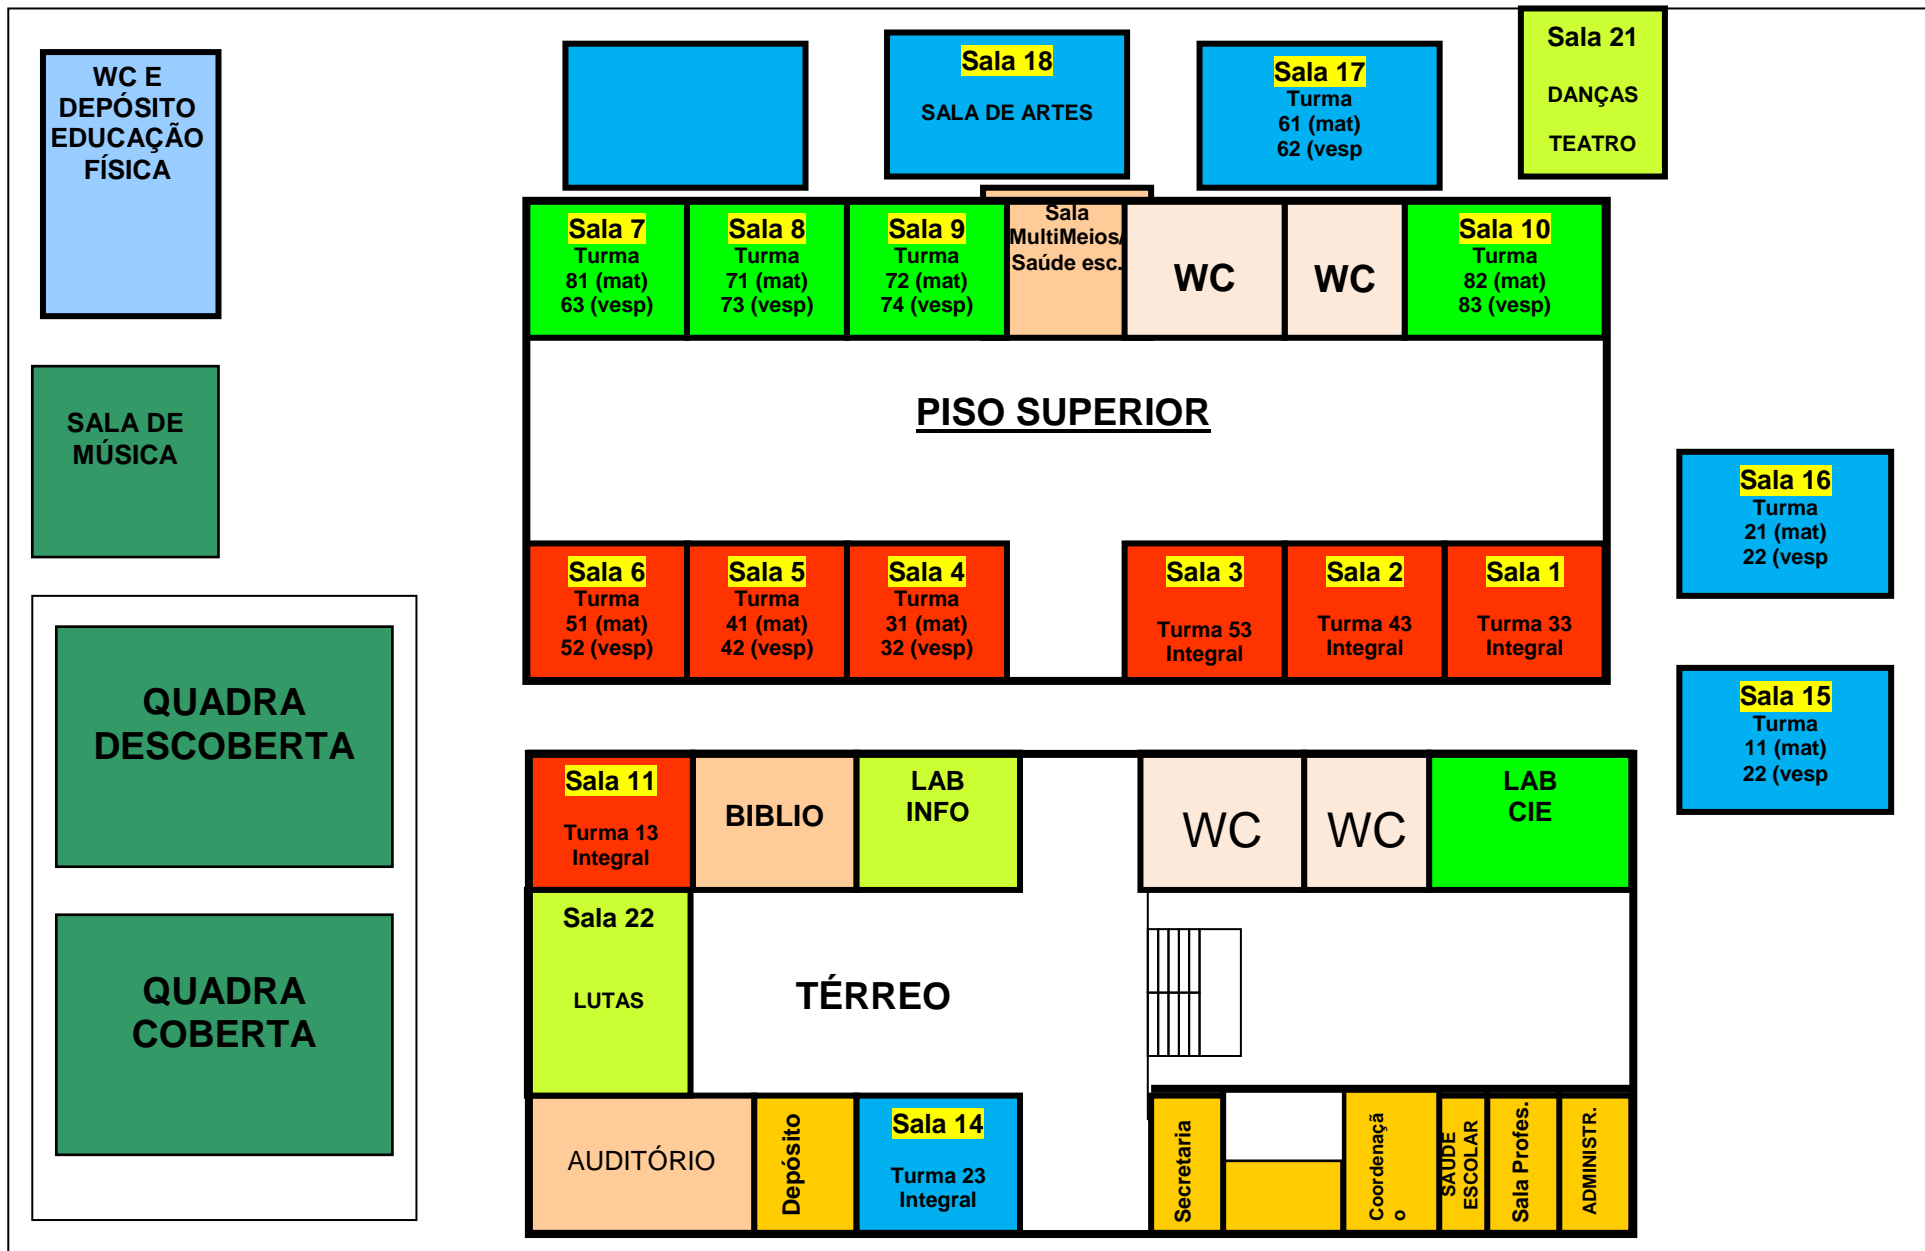 WC E
DEPÓSITO
EDUCAÇÃO
FÍSICA
Sala 18
SALA DE ARTES
Sala 17
Turma
61 (mat)
62 (vesp
Sala 21
DANÇAS
TEATRO
Sala 7
Turma
81 (mat)
63 (vesp)
Sala 8
Turma
71 (mat)
73 (vesp)
Sala 9
Turma
72 (mat)
74 (vesp)
Sala
MultiMeios/
Saúde esc.
WC
WC
Sala 10
Turma
82 (mat)
83 (vesp)
SALA DE
MÚSICA
PISO SUPERIOR
Sala 16
Turma
21 (mat)
22 (vesp
Sala 6
Turma
51 (mat)
52 (vesp)
Sala 5
Turma
41 (mat)
42 (vesp)
Sala 4
Turma
31 (mat)
32 (vesp)
Sala 3
Turma 53
Integral
Sala 2
Turma 43
Integral
Sala 1
Turma 33
Integral
Sala 15
Turma
11 (mat)
22 (vesp
QUADRA
DESCOBERTA
QUADRA
COBERTA
Sala 11
Turma 13
Integral
BIBLIO
LAB
INFO
WC
WC
LAB
CIE
Sala 22
LUTAS
TÉRREO
AUDITÓRIO
Depósito
Sala 14
Turma 23
Integral
Secretaria
Coordenaçã
o
SAUDE
ESCOLAR
Sala Profes.
ADMINISTR.